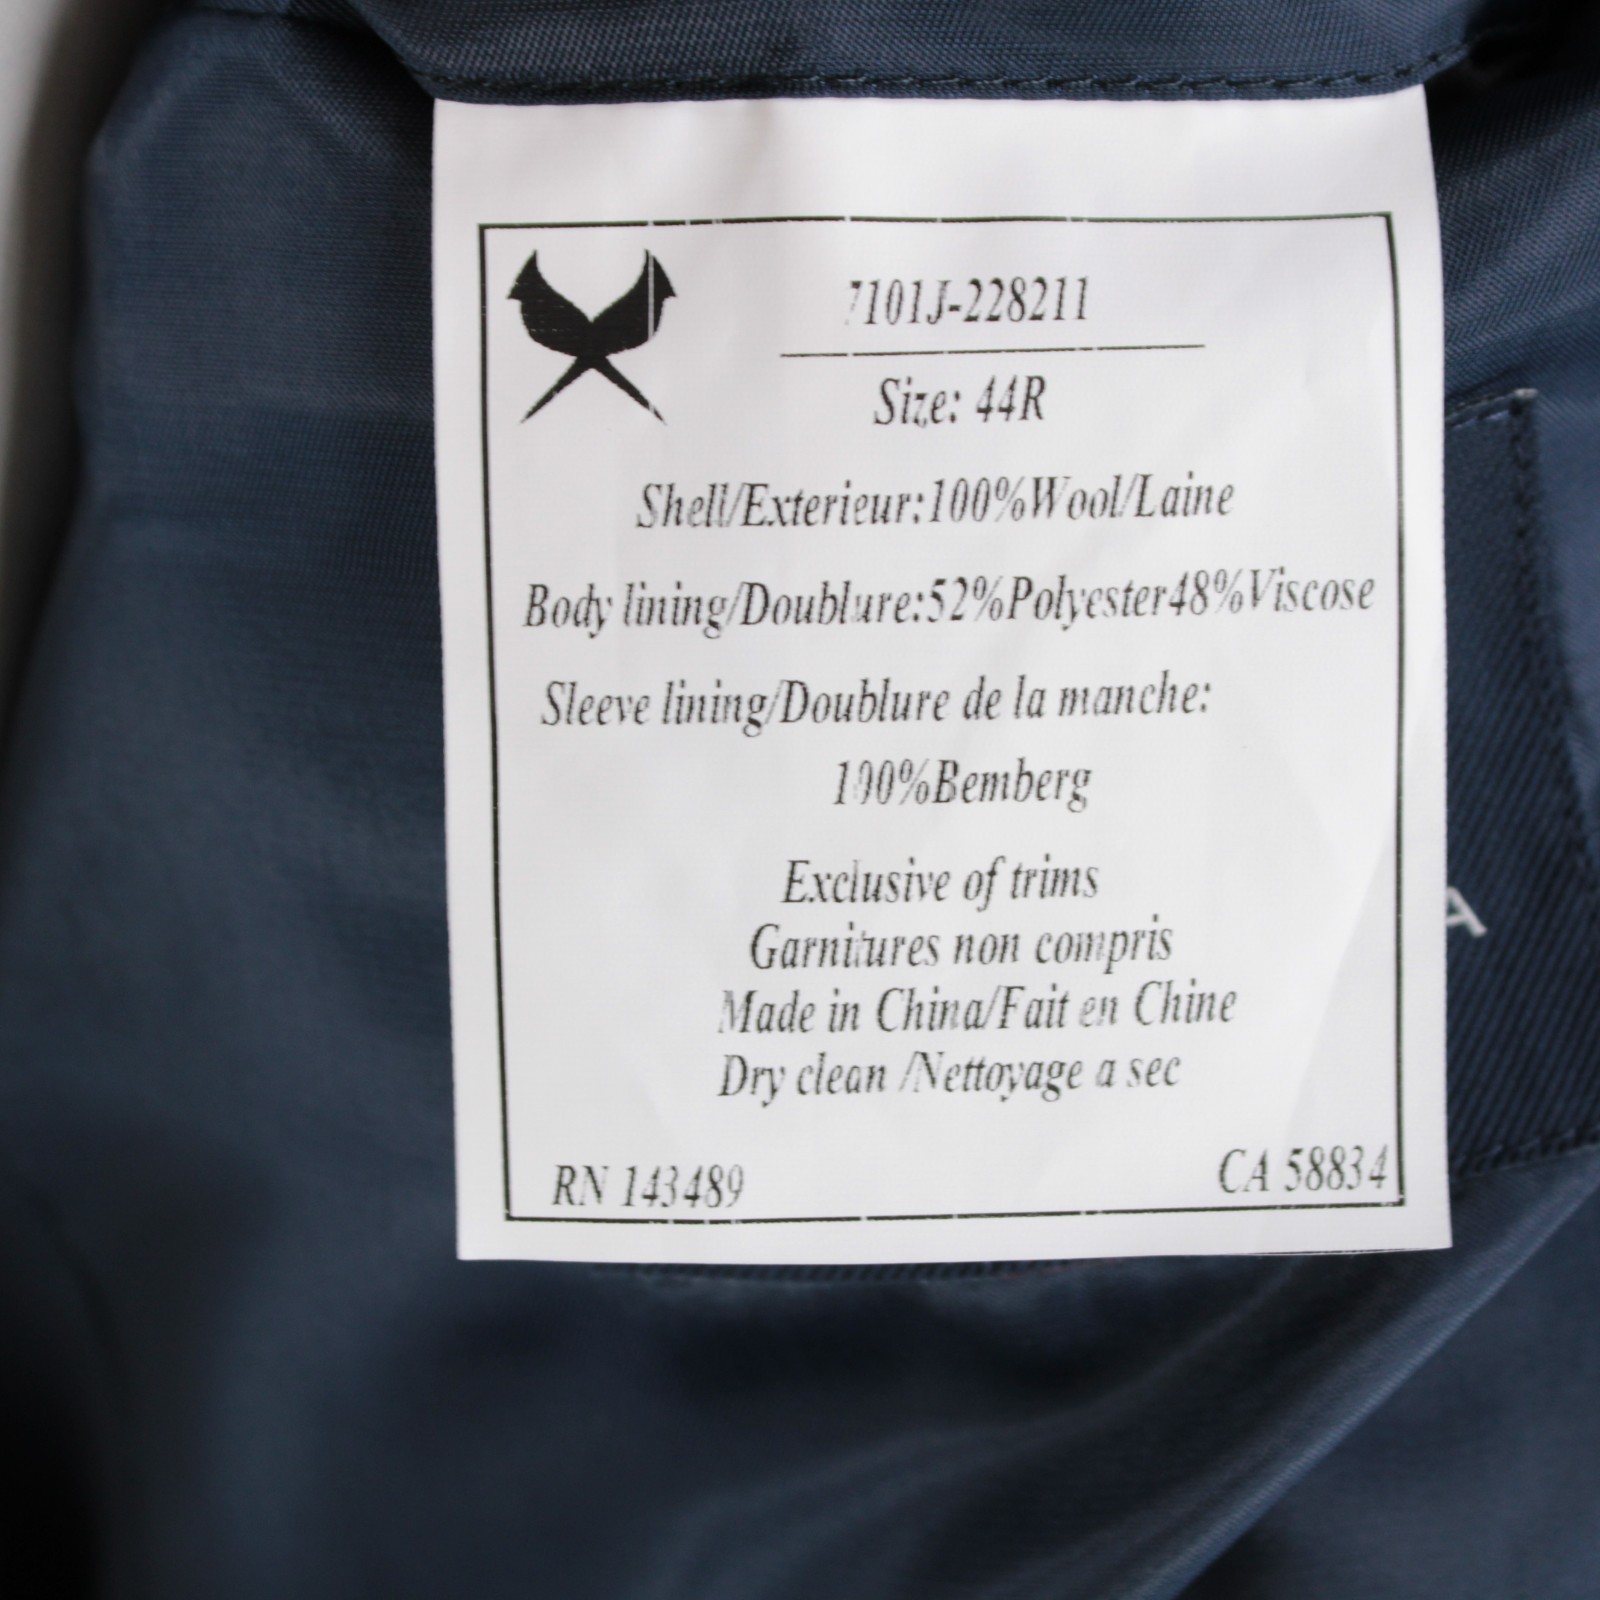 7101J-228211
Size: 44R
Shell/Exterieur:100%Wool/Laine
Body lining/Doublure:52%Polyester48%Viscose
Sleeve lining/Doublure de la manche:
100%Bemberg
Exclusive of trims
Garnitures non compris
Made in China/Fait en Chine
Dry clean /Nettoyage a sec
RN 143489
CA 58834
A